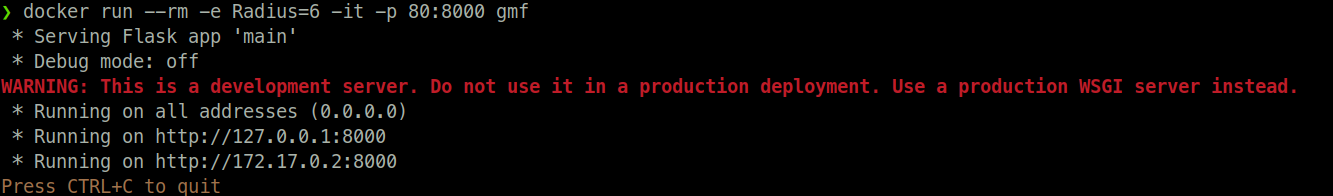 ❯ docker run --rm -e Radius=6 -it -p 80:8000 gmf
 * Serving Flask app 'main'
 * Debug mode: off
WARNING: This is a development server. Do not use it in a production deployment. Use a production WSGI server instead.
 * Running on all addresses (0.0.0.0)
 * Running on http://127.0.0.1:8000
 * Running on http://172.17.0.2:8000
Press CTRL+C to quit